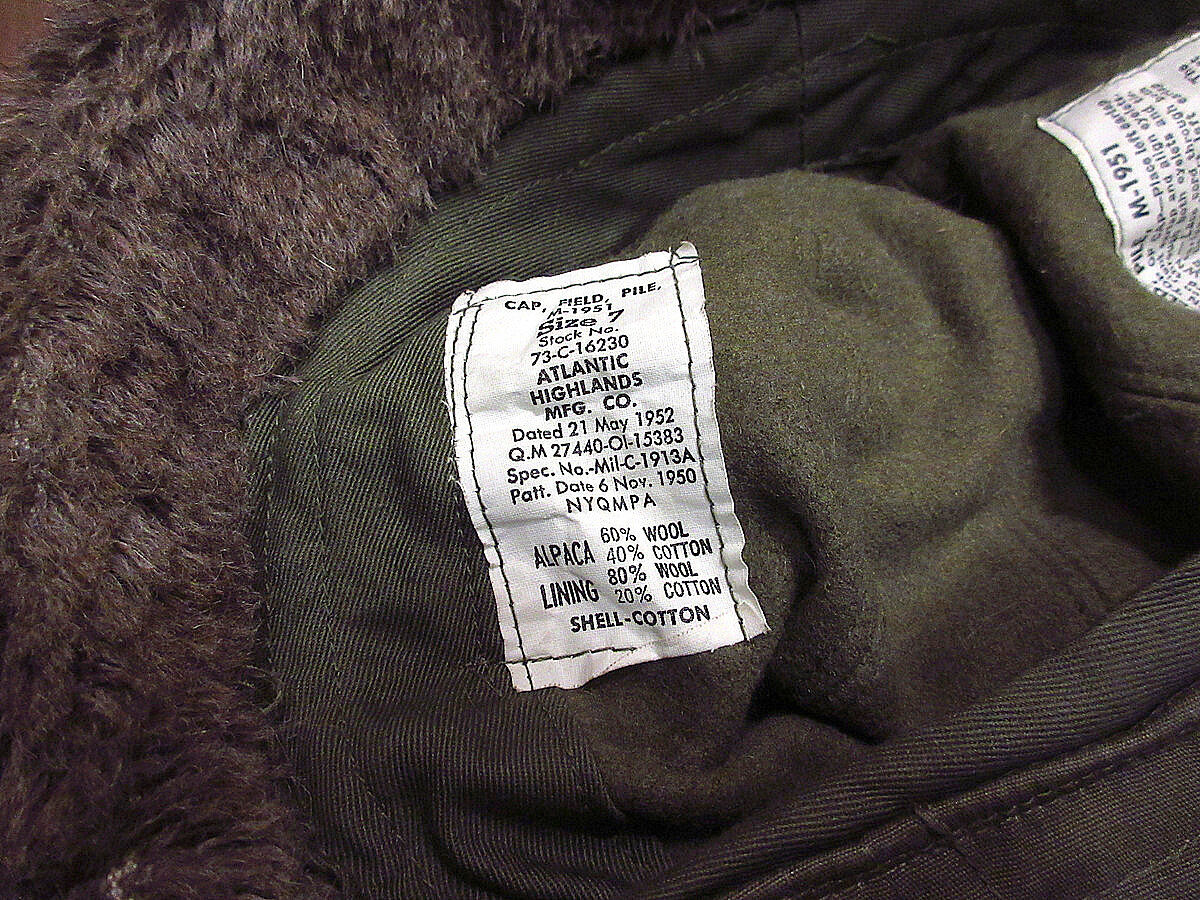 CAP, FIELD, PILE,
M-1951
Size 7
Stock No.
73-C-16230
ATLANTIC
HIGHLANDS
MFG. CO.
Dated 21 May 1952
Q.M 27440-OI-15383
Spec. No.-Mil-C-1913A
Patt. Date 6 Nov. 1950
NYQMPA
ALPACA 60% WOOL
40% COTTON
LINING 80% WOOL
20% COTTON
SHELL-COTTON
M-1951